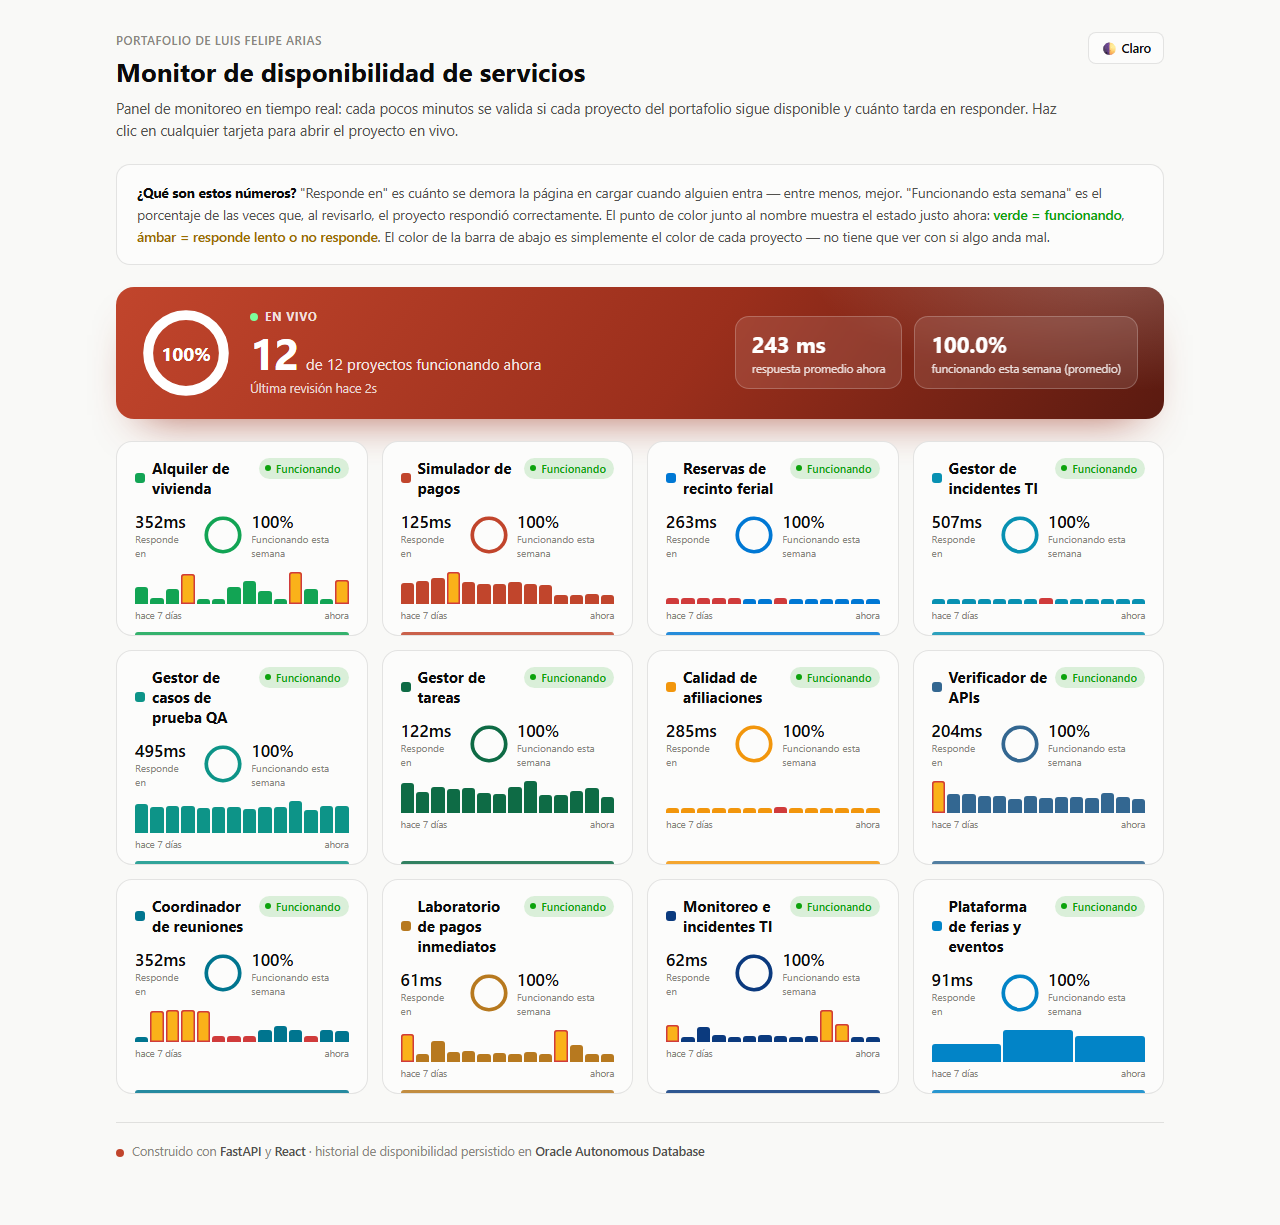 PORTAFOLIO DE LUIS FELIPE ARIAS
Claro
Monitor de disponibilidad de servicios
Panel de monitoreo en tiempo real: cada pocos minutos se valida si cada proyecto del portafolio sigue disponible y cuánto tarda en responder. Haz
clic en cualquier tarjeta para abrir el proyecto en vivo.
¿Qué son estos números? "Responde en" es cuánto se demora la página en cargar cuando alguien entra — entre menos, mejor. "Funcionando esta semana" es el
porcentaje de las veces que, al revisarlo, el proyecto respondió correctamente. El punto de color junto al nombre muestra el estado justo ahora: verde = funcionando,
ámbar = responde lento o no responde. El color de la barra de abajo es simplemente el color de cada proyecto — no tiene que ver con si algo anda mal.
100%
EN VIVO
12 de 12 proyectos funcionando ahora
Última revisión hace 2s
243 ms
respuesta promedio ahora
100.0%
funcionando esta semana (promedio)
Alquiler de
vivienda
Funcionando
352ms
Responde
en
100%
Funcionando esta
semana
hace 7 días
ahora
Simulador de
pagos
Funcionando
125ms
Responde
en
100%
Funcionando esta
semana
hace 7 días
ahora
Reservas de
recinto ferial
Funcionando
263ms
Responde
en
100%
Funcionando esta
semana
hace 7 días
ahora
Gestor de
incidentes TI
Funcionando
507ms
Responde
en
100%
Funcionando esta
semana
hace 7 días
ahora
Gestor de
casos de
prueba QA
Funcionando
495ms
Responde
en
100%
Funcionando esta
semana
hace 7 días
ahora
Gestor de
tareas
Funcionando
122ms
Responde
en
100%
Funcionando esta
semana
hace 7 días
ahora
Calidad de
afiliaciones
Funcionando
285ms
Responde
en
100%
Funcionando esta
semana
hace 7 días
ahora
Verificador de
APIs
Funcionando
204ms
Responde
en
100%
Funcionando esta
semana
hace 7 días
ahora
Coordinador
de reuniones
Funcionando
352ms
Responde
en
100%
Funcionando esta
semana
hace 7 días
ahora
Laboratorio
de pagos
inmediatos
Funcionando
61ms
Responde
en
100%
Funcionando esta
semana
hace 7 días
ahora
Monitoreo e
incidentes TI
Funcionando
62ms
Responde
en
100%
Funcionando esta
semana
hace 7 días
ahora
Plataforma
de ferias y
eventos
Funcionando
91ms
Responde
en
100%
Funcionando esta
semana
hace 7 días
ahora
Construido con FastAPI y React · historial de disponibilidad persistido en Oracle Autonomous Database